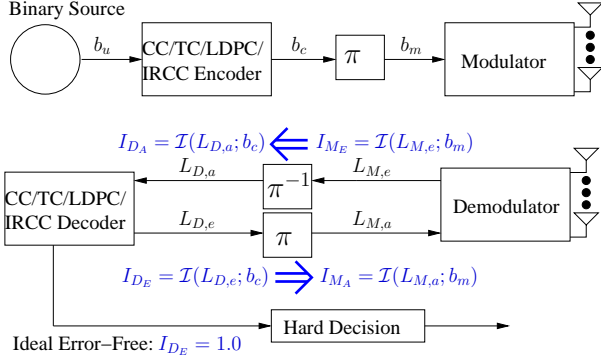 Binary Source
b_u
CC/TC/LDPC/
IRCC Encoder
b_c
π
b_m
Modulator
I_{D_A} = I(L_{D,a}; b_c)
I_{M_E} = I(L_{M,e}; b_m)
CC/TC/LDPC/
IRCC Decoder
L_{D,a}
π^{-1}
L_{M,e}
Demodulator
L_{D,e}
π
L_{M,a}
I_{D_E} = I(L_{D,e}; b_c)
I_{M_A} = I(L_{M,a}; b_m)
Hard Decision
Ideal Error–Free: I_{D_E} = 1.0